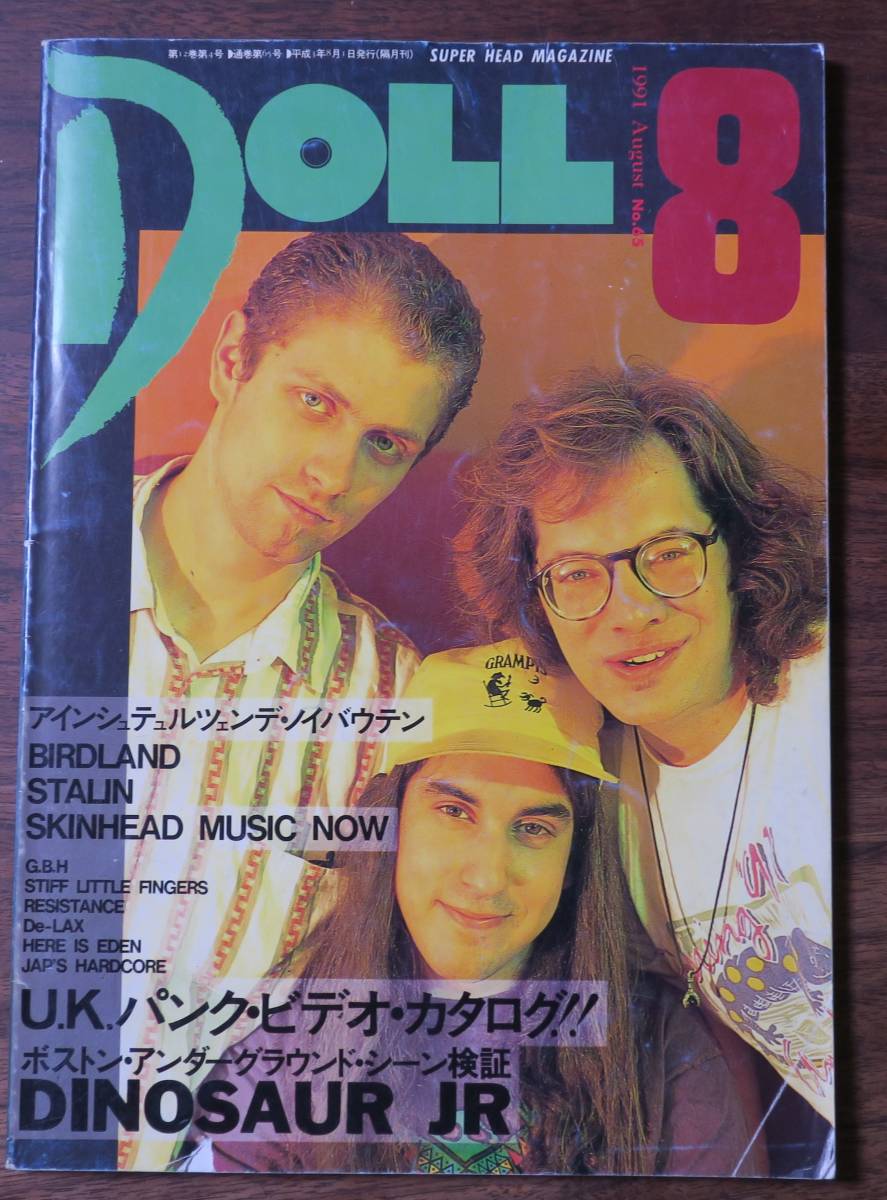 第12巻第4号 通巻第65号 平成3年8月1日発行(隔月刊)
SUPER HEAD MAGAZINE
DOLL
8
1991 August No.65
GRAMPS
アインシュテュルツェンデ・ノイバウテン
BIRDLAND
STALIN
SKINHEAD MUSIC NOW
G.B.H
STIFF LITTLE FINGERS
RESISTANCE
De-LAX
HERE IS EDEN
JAP'S HARDCORE
U.K.パンク・ビデオ・カタログ!!
ボストン・アンダーグラウンド・シーン検証
DINOSAUR JR